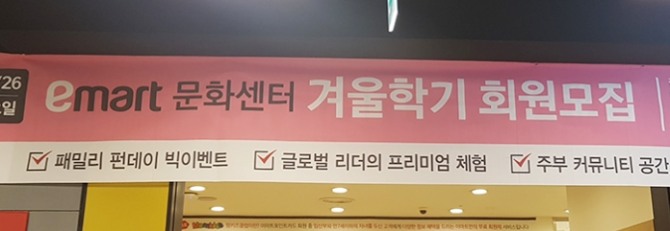 /26
emart 문화센터 겨울학기 회원모집
패밀리 펀데이 빅이벤트 글로벌 리더의 프리미엄 체험 주부 커뮤니티 공간